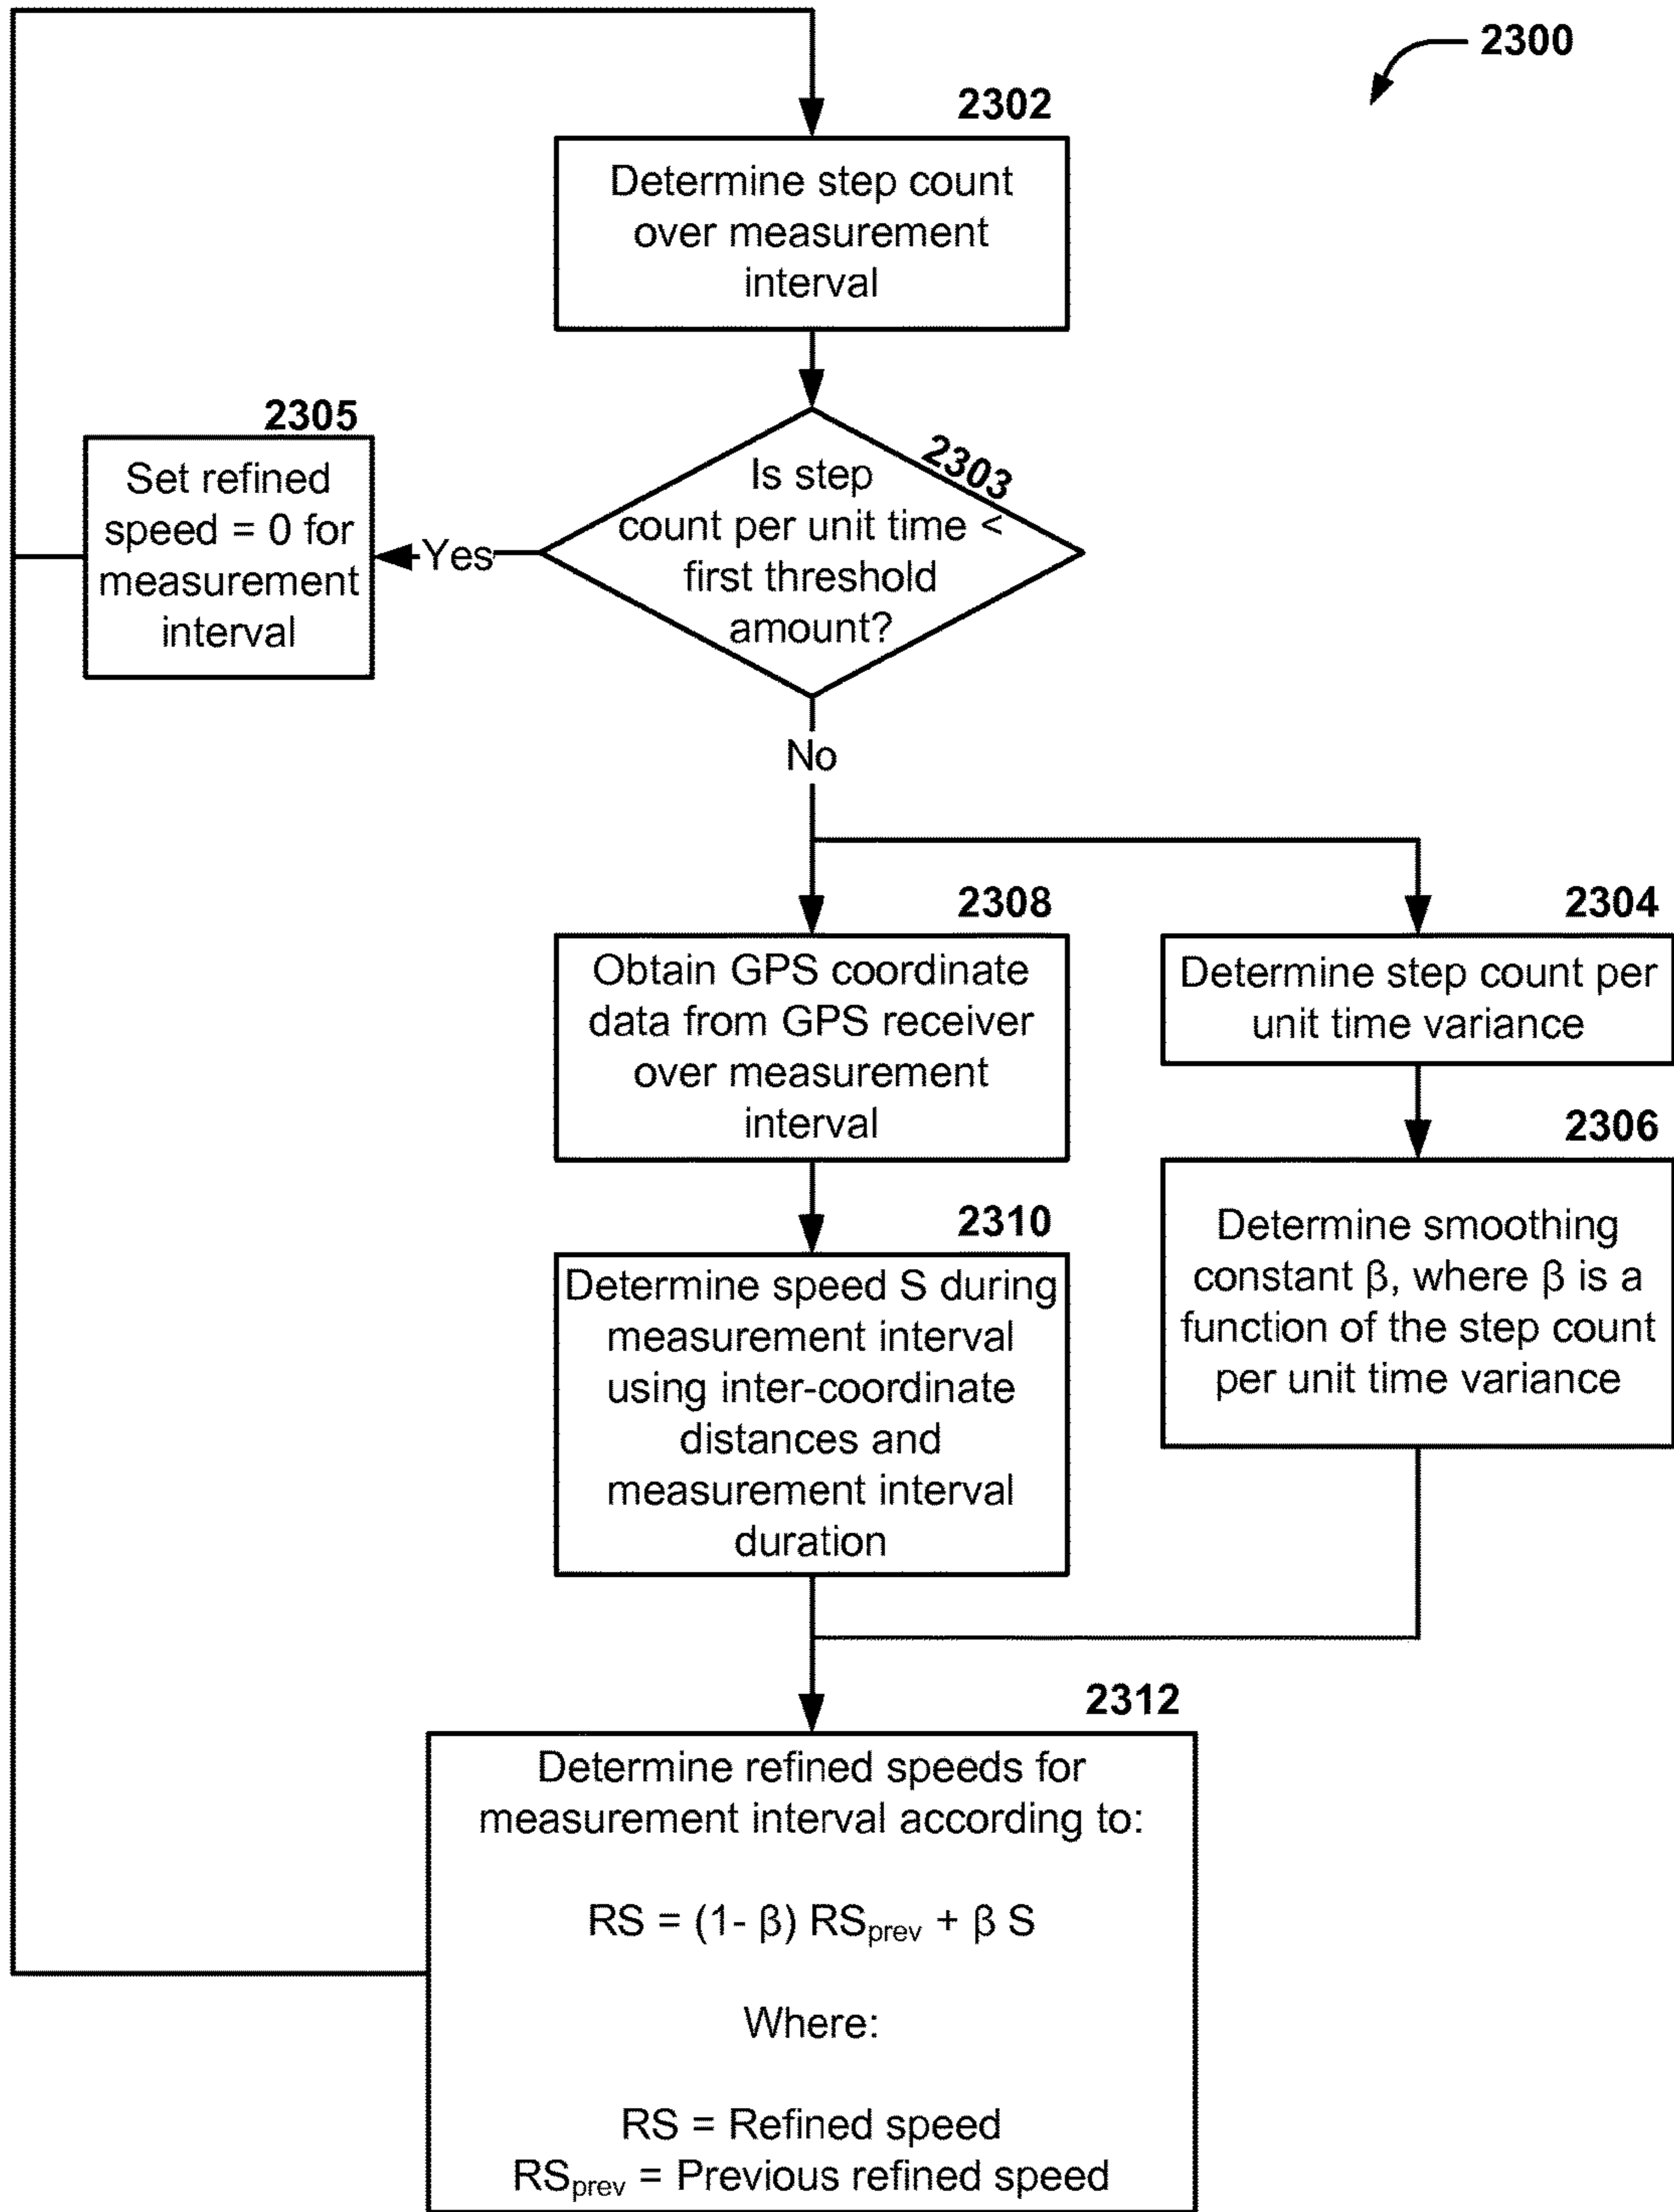 2300
2302
Determine step count
over measurement
interval
2305
Set refined
speed = 0 for
measurement
interval
2303
Is step
count per unit time <
first threshold
amount?
Yes
No
2308
Obtain GPS coordinate
data from GPS receiver
over measurement
interval
2304
Determine step count per
unit time variance
2310
Determine speed S during
measurement interval
using inter-coordinate
distances and
measurement interval
duration
2306
Determine smoothing
constant β, where β is a
function of the step count
per unit time variance
2312
Determine refined speeds for
measurement interval according to:
RS = (1- β) RSprev + β S
Where:
RS = Refined speed
RSprev = Previous refined speed